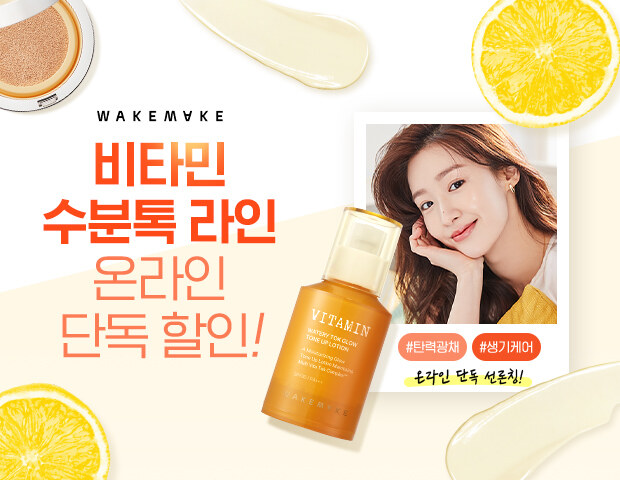 WAKEMAKE
비타민
수분톡 라인
온라인
단독 할인!
VITAMIN
WATERY TOK GLOW
TONE UP LOTION
WAKEMAKE
#탄력광채 #생기케어
온라인 단독 선론칭!